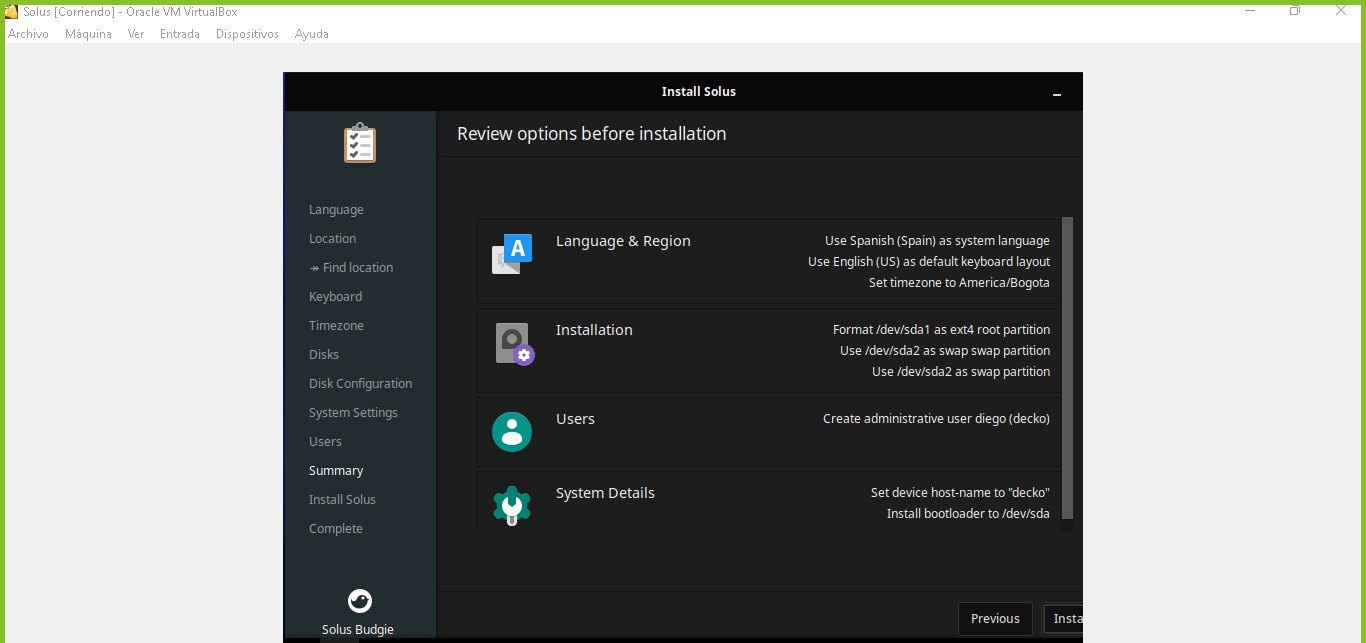 Solus [Corriendo] - Oracle VM VirtualBox
Archivo Máquina Ver Entrada Dispositivos Ayuda
Install Solus
Review options before installation
Language
Location
↠ Find location
Keyboard
Timezone
Disks
Disk Configuration
System Settings
Users
Summary
Install Solus
Complete
Solus Budgie
A
Language & Region
Use Spanish (Spain) as system language
Use English (US) as default keyboard layout
Set timezone to America/Bogota
Installation
Format /dev/sda1 as ext4 root partition
Use /dev/sda2 as swap swap partition
Use /dev/sda2 as swap partition
Users
Create administrative user diego (decko)
System Details
Set device host-name to "decko"
Install bootloader to /dev/sda
Previous
Insta